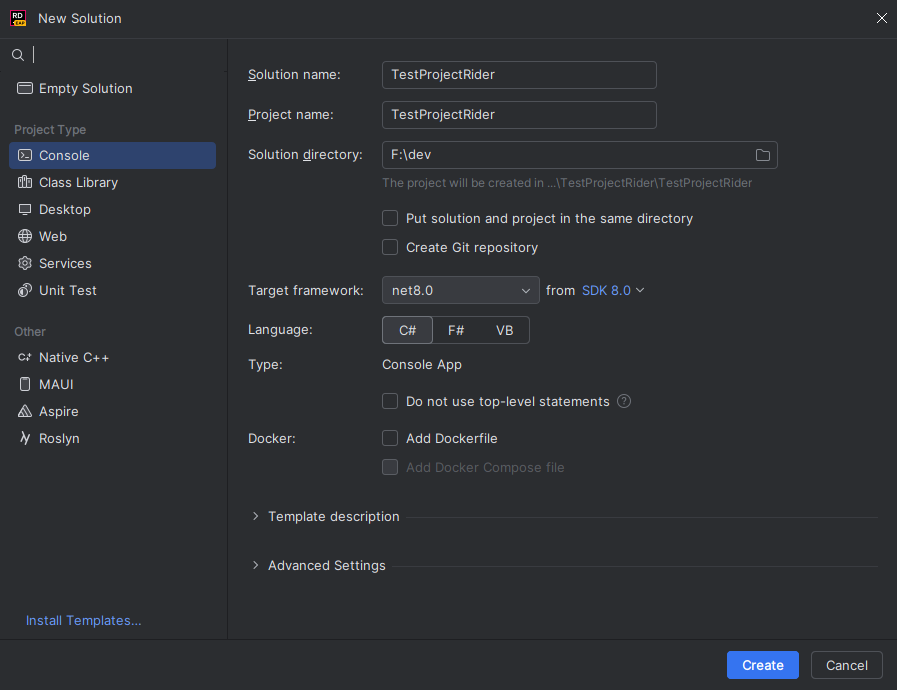 RD
EAP
New Solution
Empty Solution
Project Type
Console
Class Library
Desktop
Web
Services
Unit Test
Other
Native C++
MAUI
Aspire
Roslyn
Install Templates...
Solution name: TestProjectRider
Project name: TestProjectRider
Solution directory: F:\dev
The project will be created in ...\TestProjectRider\TestProjectRider
Put solution and project in the same directory
Create Git repository
Target framework: net8.0 from SDK 8.0
Language: C# F# VB
Type: Console App
Do not use top-level statements ?
Docker: Add Dockerfile
Add Docker Compose file
Template description
Advanced Settings
Create Cancel